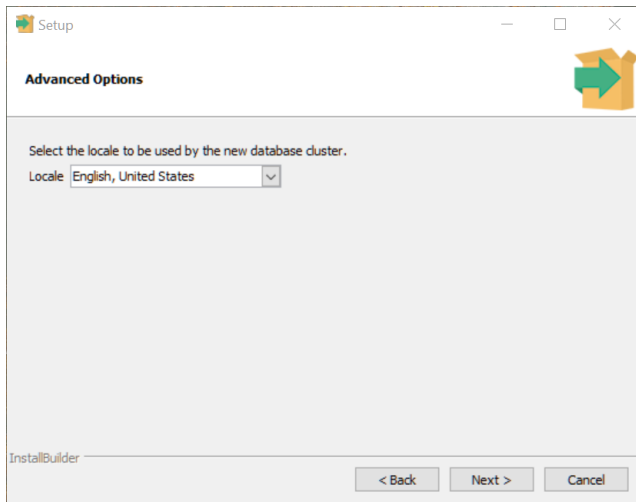 Setup
Advanced Options
Select the locale to be used by the new database cluster.
Locale English, United States
InstallBuilder
< Back Next > Cancel